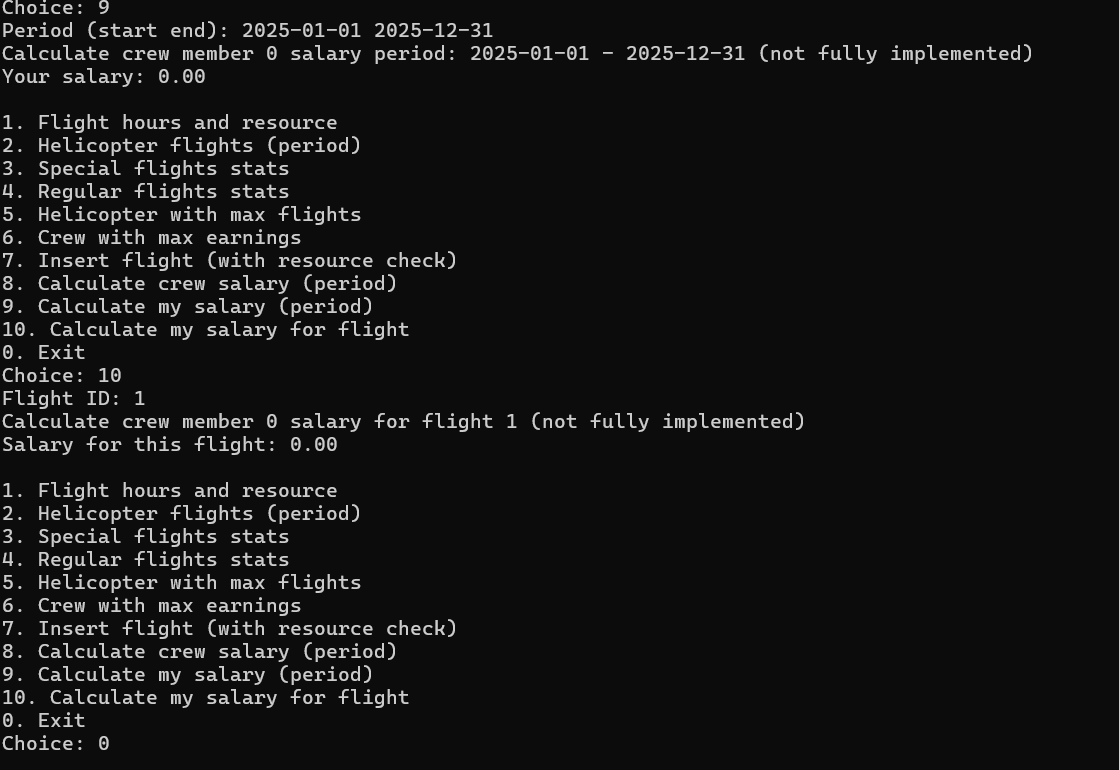 Choice: 9
Period (start end): 2025-01-01 2025-12-31
Calculate crew member 0 salary period: 2025-01-01 - 2025-12-31 (not fully implemented)
Your salary: 0.00
1. Flight hours and resource
2. Helicopter flights (period)
3. Special flights stats
4. Regular flights stats
5. Helicopter with max flights
6. Crew with max earnings
7. Insert flight (with resource check)
8. Calculate crew salary (period)
9. Calculate my salary (period)
10. Calculate my salary for flight
0. Exit
Choice: 10
Flight ID: 1
Calculate crew member 0 salary for flight 1 (not fully implemented)
Salary for this flight: 0.00
1. Flight hours and resource
2. Helicopter flights (period)
3. Special flights stats
4. Regular flights stats
5. Helicopter with max flights
6. Crew with max earnings
7. Insert flight (with resource check)
8. Calculate crew salary (period)
9. Calculate my salary (period)
10. Calculate my salary for flight
0. Exit
Choice: 0